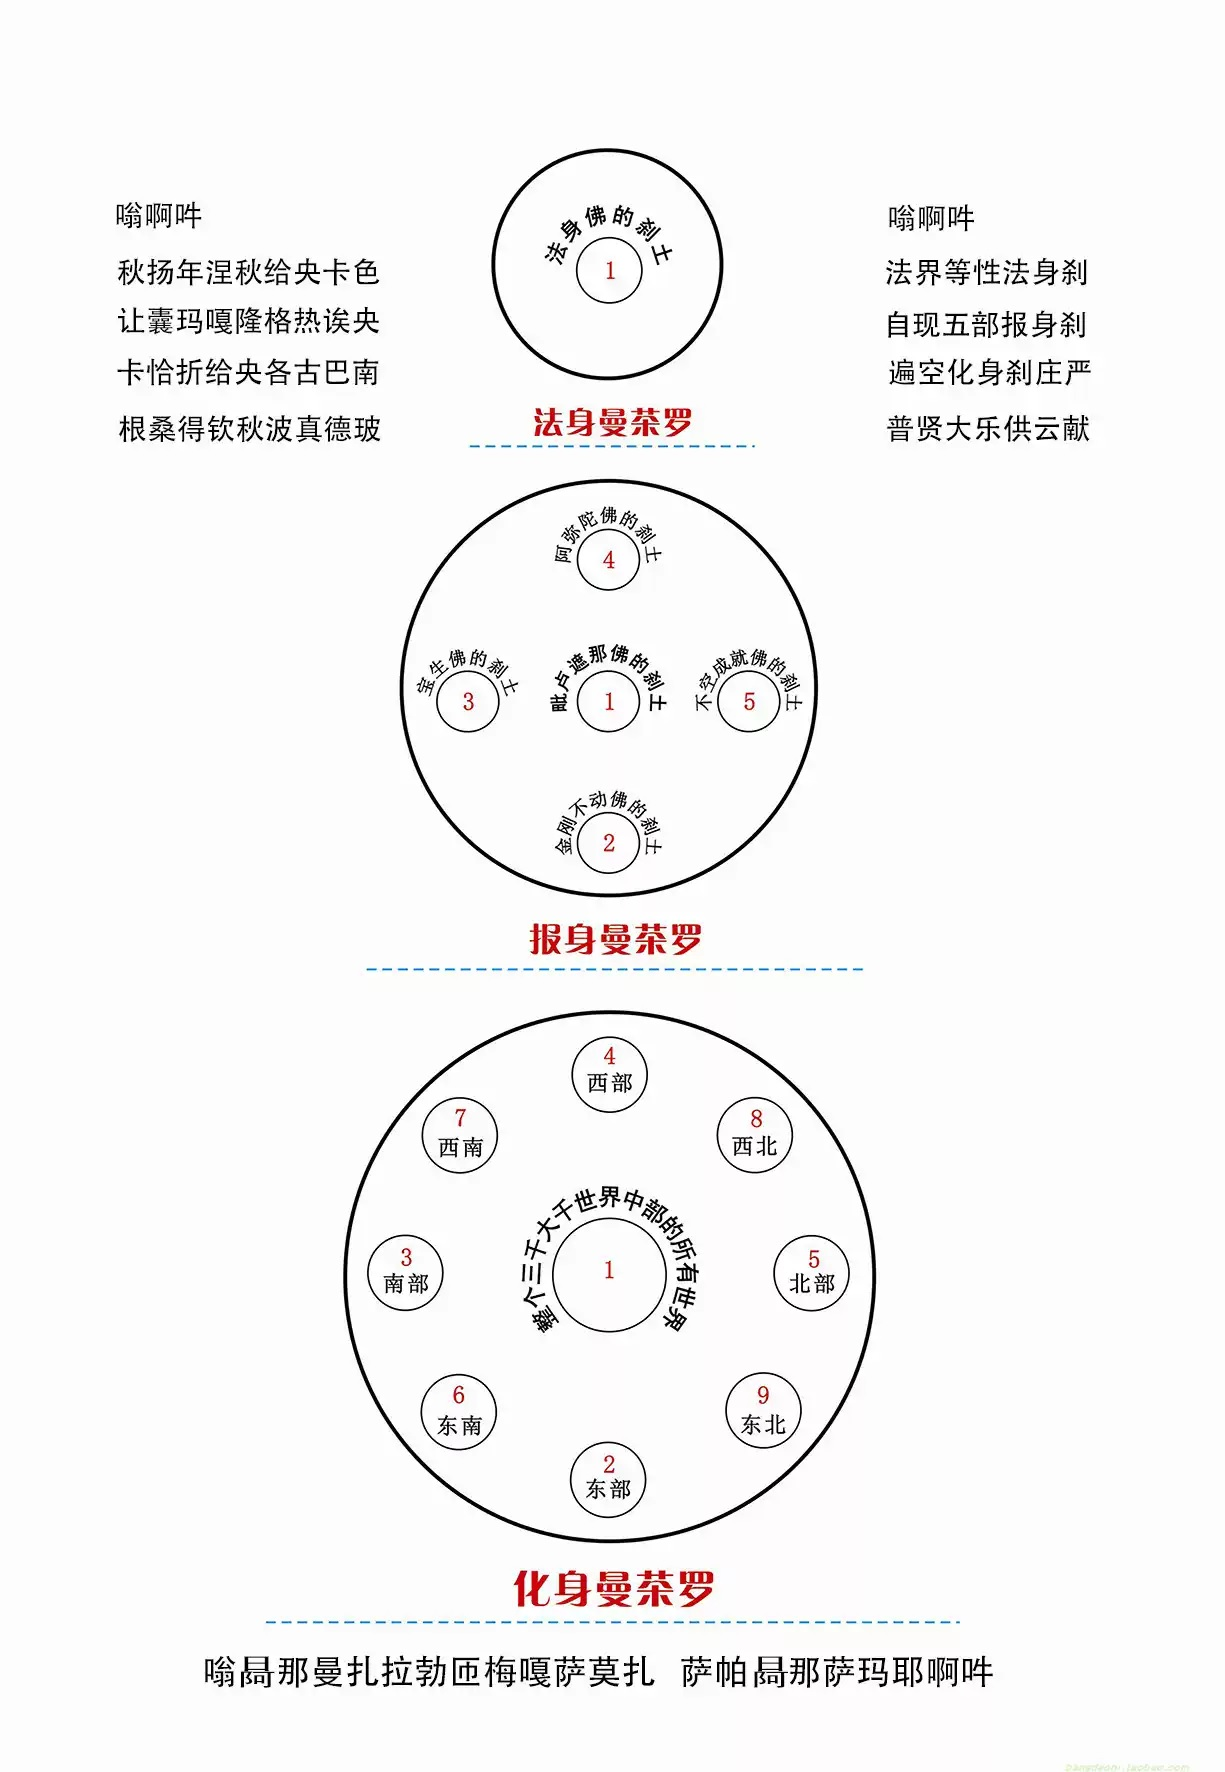 嗡啊吽
秋扬年涅秋给央卡色
让囊玛嘎隆格热诶央
卡恰折给央各古巴南
根桑得钦秋波真德玻
嗡啊吽
法界等性法身刹
自现五部报身刹
遍空化身刹庄严
普贤大乐供云献
法身佛的刹土
1
法身曼荼罗
阿弥陀佛的刹土
4
宝生佛的刹土
3
毗卢遮那佛的刹土
1
不空成就佛的刹土
5
金刚不动佛的刹土
2
报身曼荼罗
4
西部
7
西南
8
西北
整个三千大千世界中部的所有世界
1
3
南部
5
北部
6
东南
9
东北
2
东部
化身曼荼罗
嗡那曼扎拉勃匝梅嘎萨莫扎 萨帕那萨玛耶啊吽